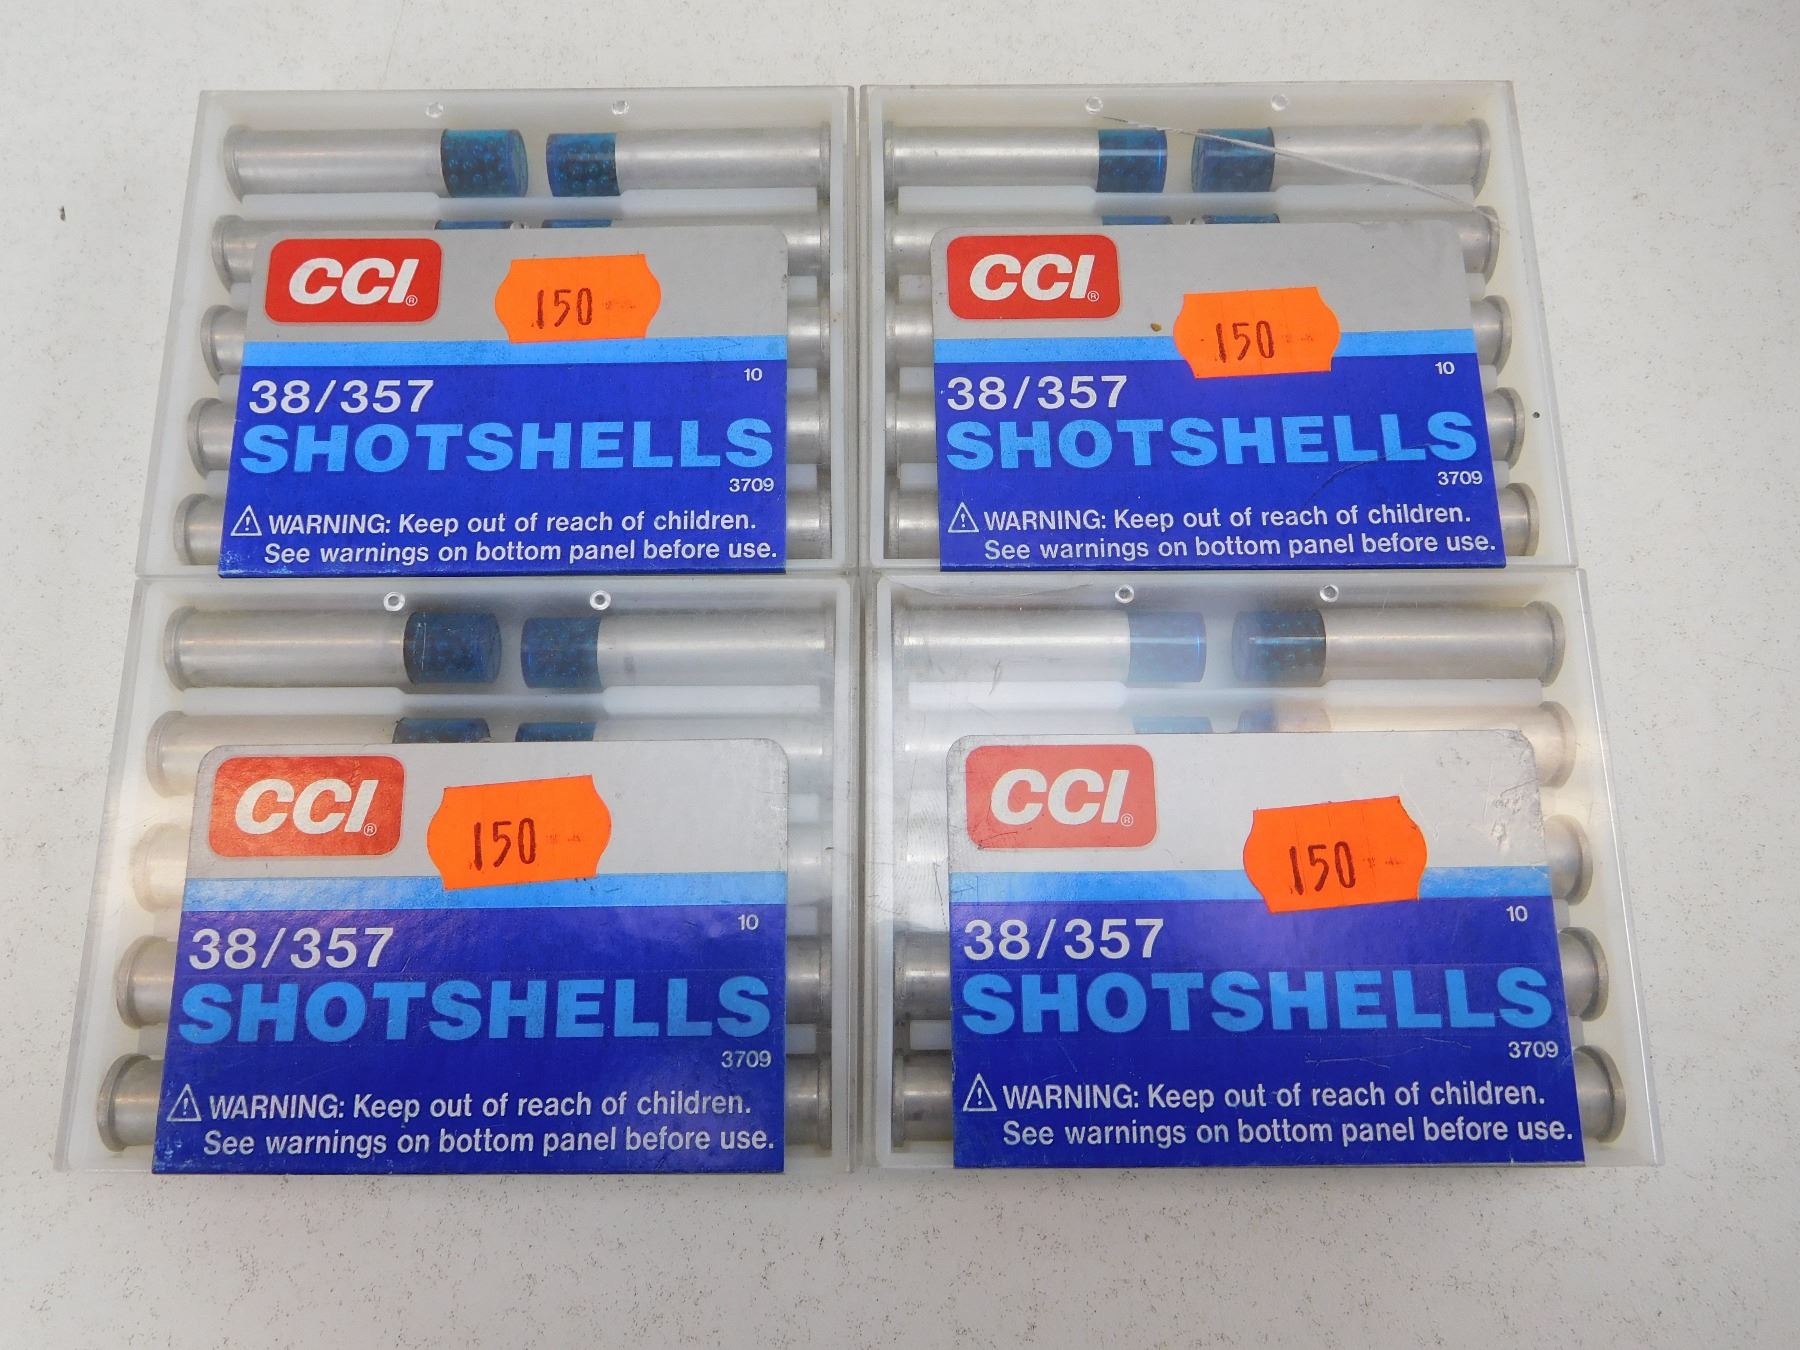 CCI®
150
38/357
10
SHOTSHELLS
3709
WARNING: Keep out of reach of children.
See warnings on bottom panel before use.
CCI®
150
38/357
10
SHOTSHELLS
3709
WARNING: Keep out of reach of children.
See warnings on bottom panel before use.
CCI®
150
38/357
10
SHOTSHELLS
3709
WARNING: Keep out of reach of children.
See warnings on bottom panel before use.
CCI®
150
38/357
10
SHOTSHELLS
3709
WARNING: Keep out of reach of children.
See warnings on bottom panel before use.